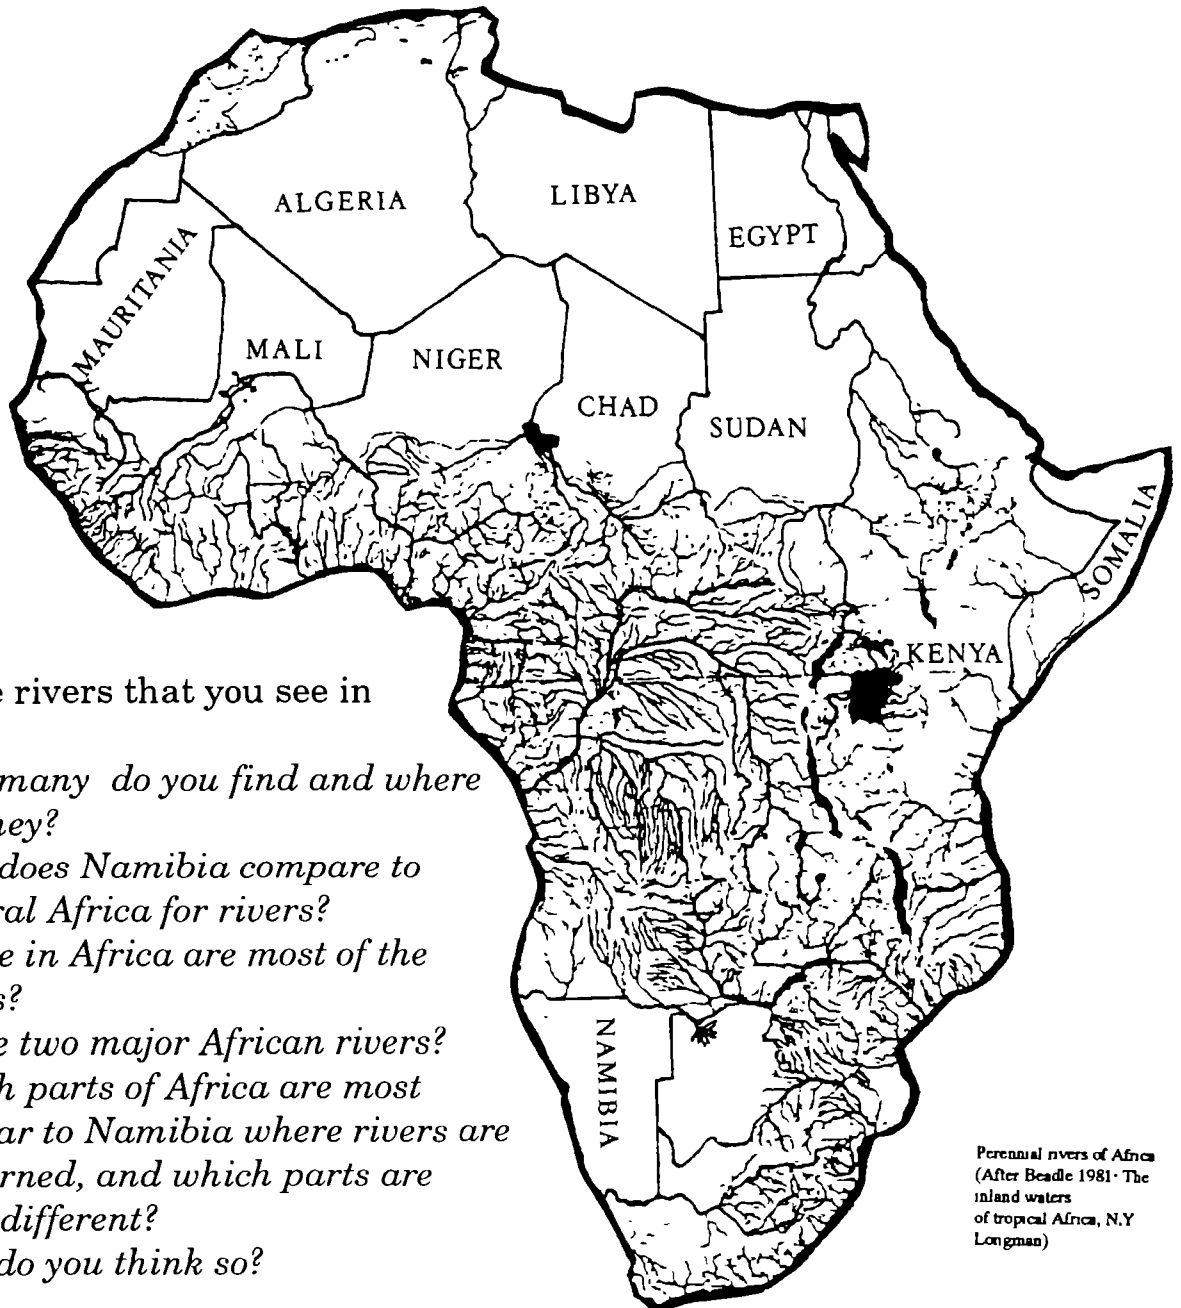 ALGERIA
LIBYA
EGYPT
MAURITANIA
MALI
NIGER
CHAD
SUDAN
SOMALIA
KENYA
NAMIBIA
e rivers that you see in
many do you find and where
ney?
does Namibia compare to
ral Africa for rivers?
e in Africa are most of the
s?
e two major African rivers?
h parts of Africa are most
ar to Namibia where rivers are
rned, and which parts are
different?
do you think so?
Perennial rivers of Africa
(After Beadle 1981· The
inland waters
of tropical Africa, N.Y
Longman)